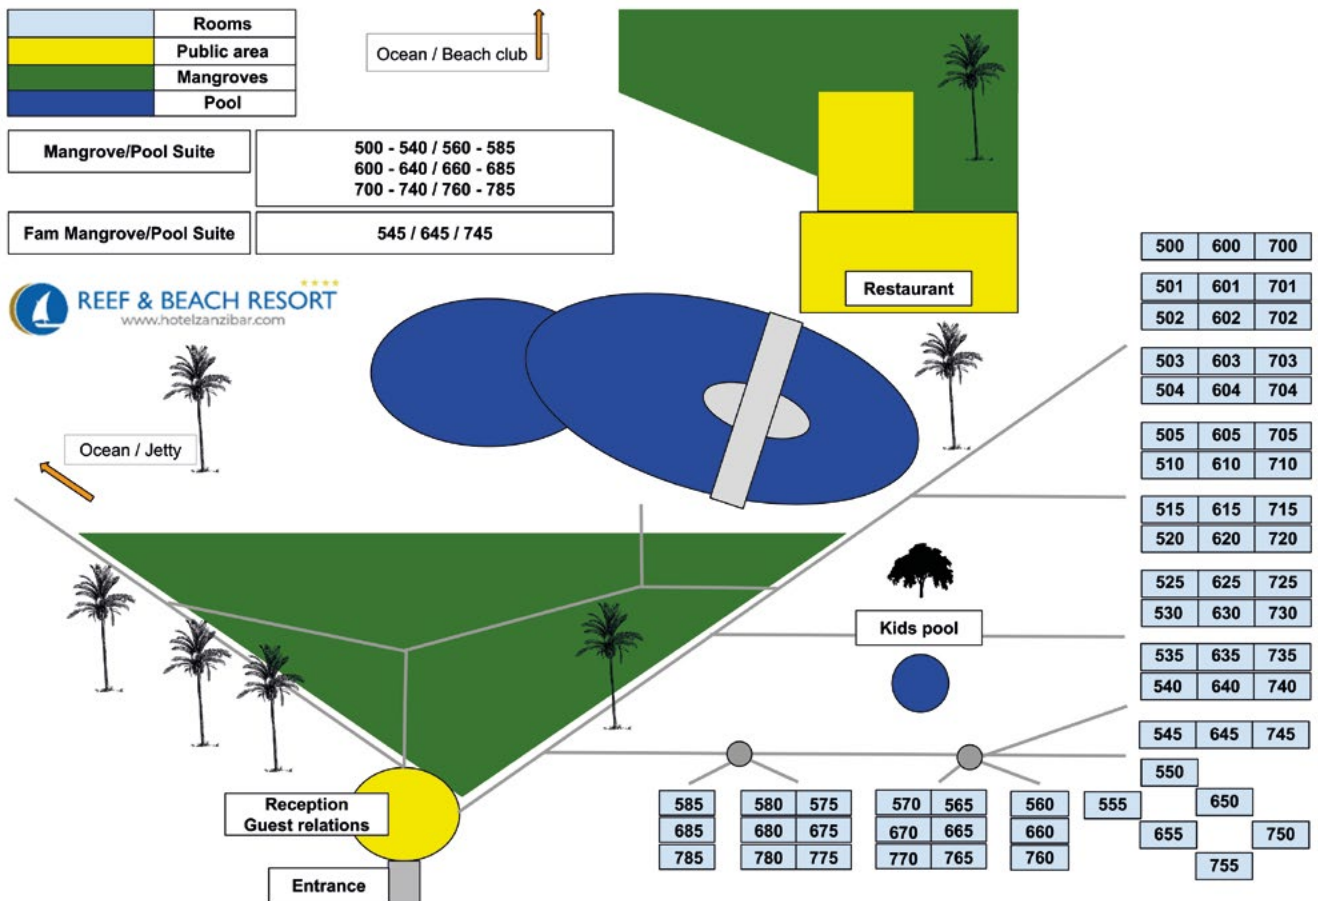 Rooms
Public area
Mangroves
Pool
Ocean / Beach club
Mangrove/Pool Suite
500 - 540 / 560 - 585
600 - 640 / 660 - 685
700 - 740 / 760 - 785
Fam Mangrove/Pool Suite
545 / 645 / 745
REEF & BEACH RESORT
www.hotelzanzibar.com
Restaurant
Ocean / Jetty
500 600 700
501 601 701
502 602 702
503 603 703
504 604 704
505 605 705
510 610 710
515 615 715
520 620 720
525 625 725
530 630 730
535 635 735
540 640 740
545 645 745
Kids pool
Reception
Guest relations
Entrance
585 580 575 570 565 560
685 680 675 670 665 660
785 780 775 770 765 760
550
555 650
655 750
755